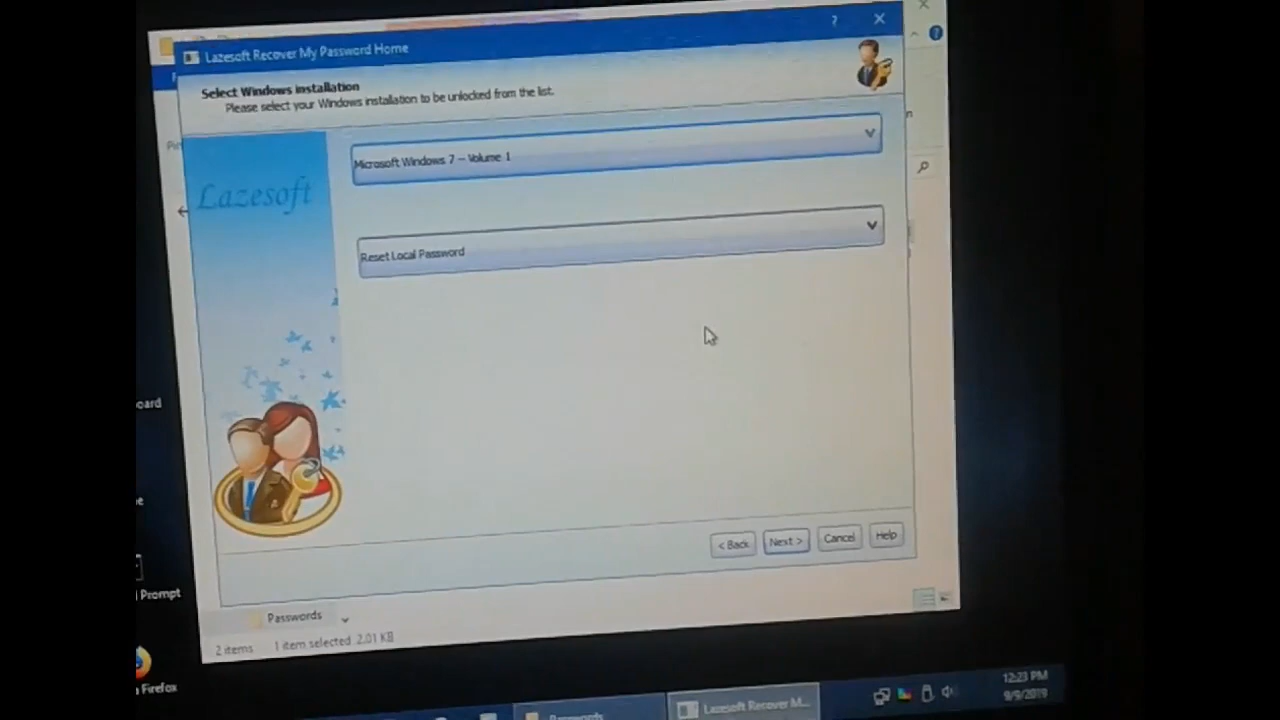 Lazesoft Recover My Password Home
?
Select Windows installation
Please select your Windows installation to be unlocked from the list.
Microsoft Windows 7 – Volume 1
Lazesoft
Reset Local Password
< Back
Next >
Cancel
Help
Prompt
Passwords
2 items
1 item selected 2.01 KB
Firefox
Passwords
Lazesoft Recover M...
12:23 PM
9/9/2019